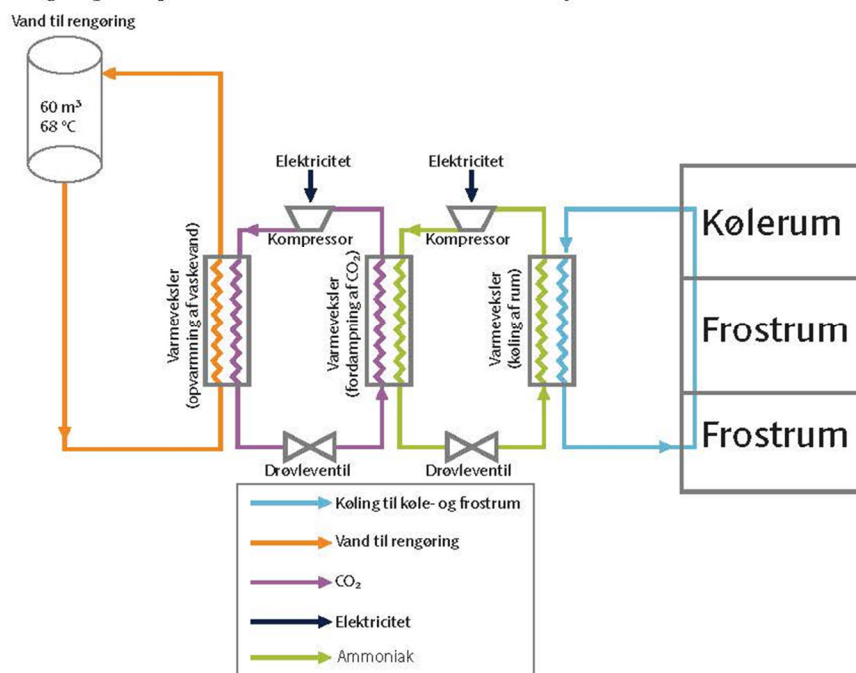 Vand til rengøring
60 m³
68 °C
Elektricitet
Elektricitet
Kompressor
Kompressor
Varmeveksler
(opvarmning af vaskevand)
Varmeveksler
(fordampning af CO₂)
Varmeveksler
(køling af rum)
Kølerum
Frostrum
Frostrum
Drøvleventil
Drøvleventil
Køling til køle- og frostrum
Vand til rengøring
CO₂
Elektricitet
Ammoniak